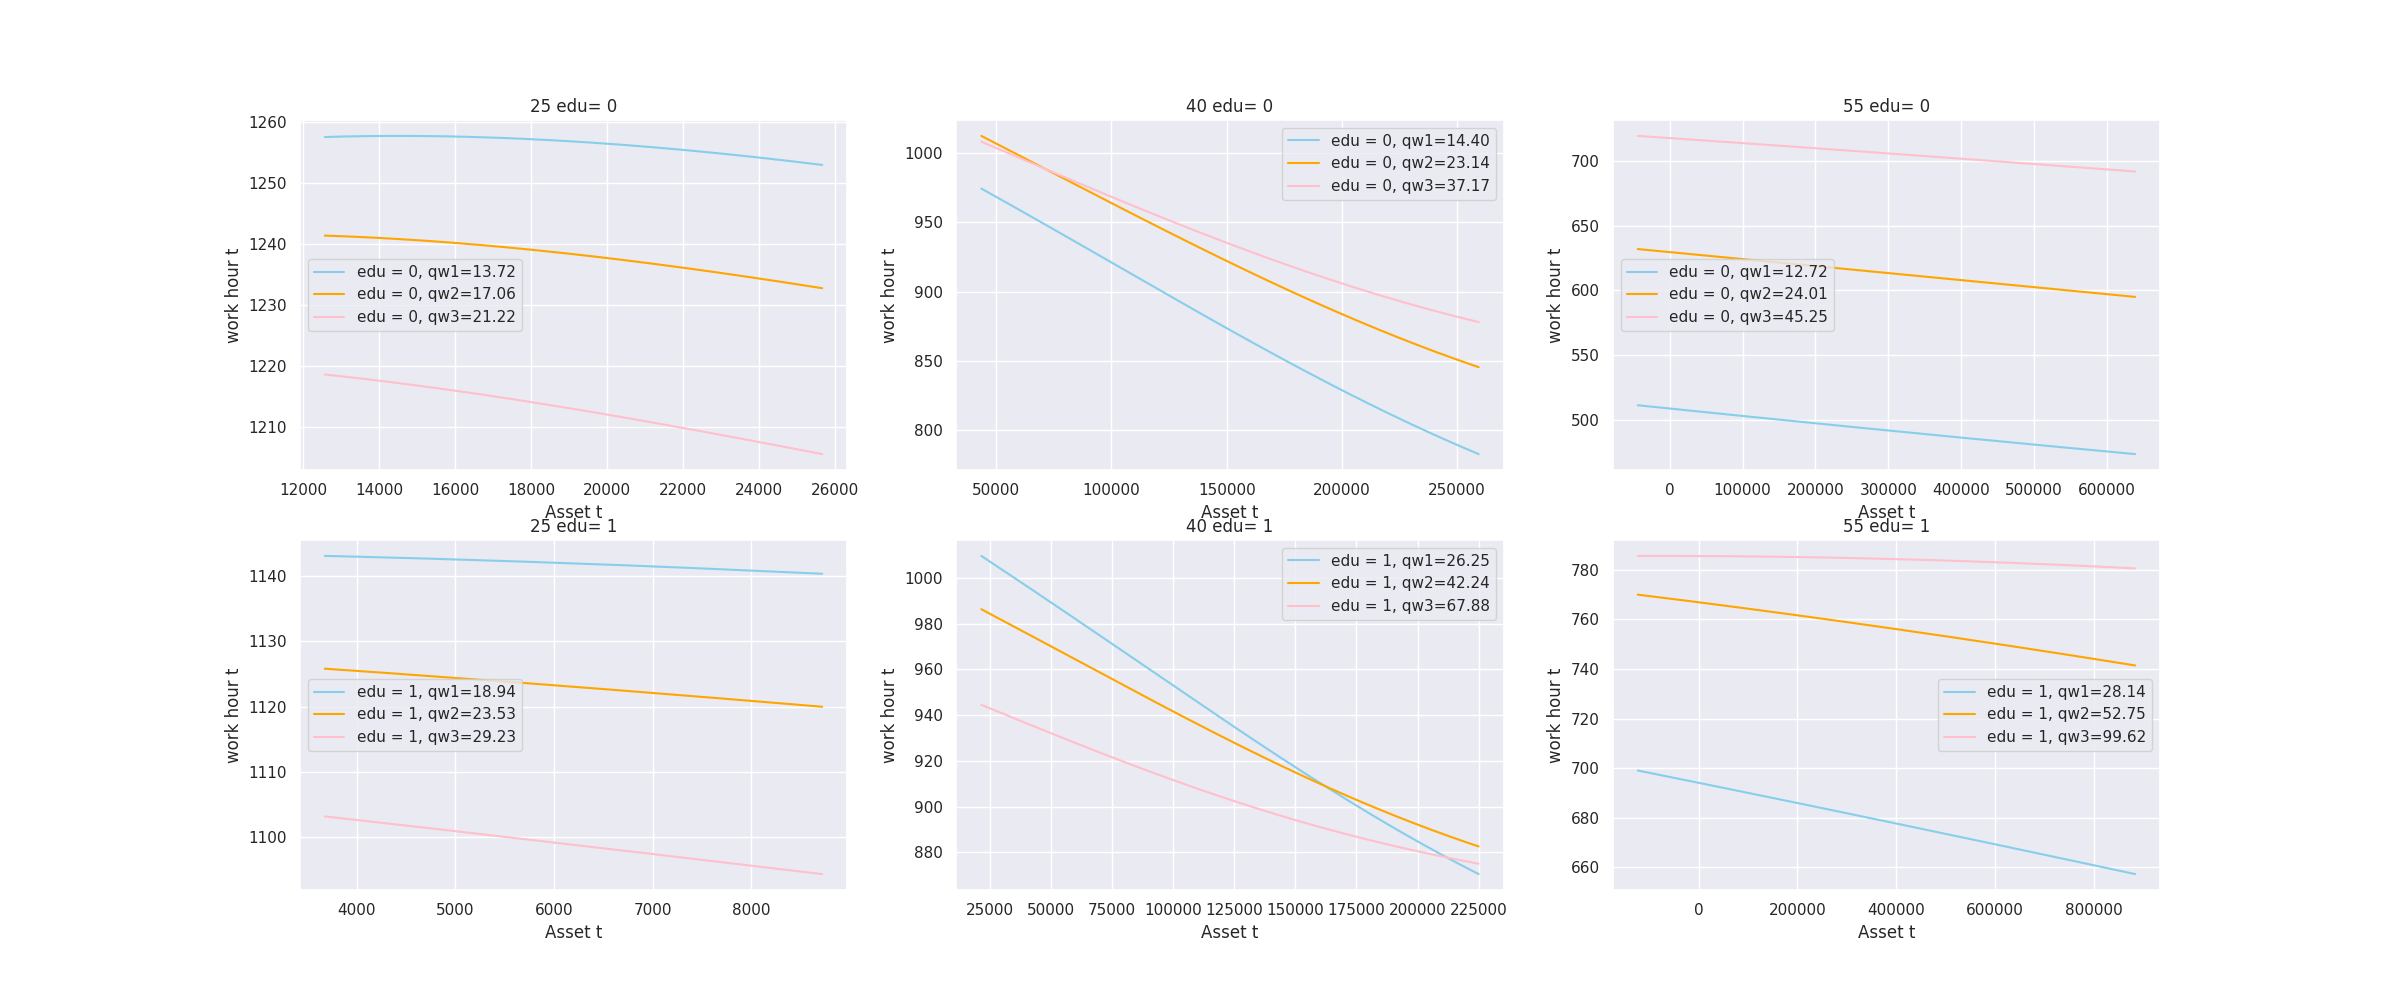 25 edu= 0
work hour t
1260
1250
1240
1230
1220
1210
edu = 0, qw1=13.72
edu = 0, qw2=17.06
edu = 0, qw3=21.22
12000 14000 16000 18000 20000 22000 24000 26000
Asset t
40 edu= 0
work hour t
1000
950
900
850
800
edu = 0, qw1=14.40
edu = 0, qw2=23.14
edu = 0, qw3=37.17
50000 100000 150000 200000 250000
Asset t
55 edu= 0
work hour t
700
650
600
550
500
edu = 0, qw1=12.72
edu = 0, qw2=24.01
edu = 0, qw3=45.25
0 100000 200000 300000 400000 500000 600000
Asset t
25 edu= 1
work hour t
1140
1130
1120
1110
1100
edu = 1, qw1=18.94
edu = 1, qw2=23.53
edu = 1, qw3=29.23
4000 5000 6000 7000 8000
Asset t
40 edu= 1
work hour t
1000
980
960
940
920
900
880
edu = 1, qw1=26.25
edu = 1, qw2=42.24
edu = 1, qw3=67.88
25000 50000 75000 100000 125000 150000 175000 200000 225000
Asset t
55 edu= 1
work hour t
780
760
740
720
700
680
660
edu = 1, qw1=28.14
edu = 1, qw2=52.75
edu = 1, qw3=99.62
0 200000 400000 600000 800000
Asset t